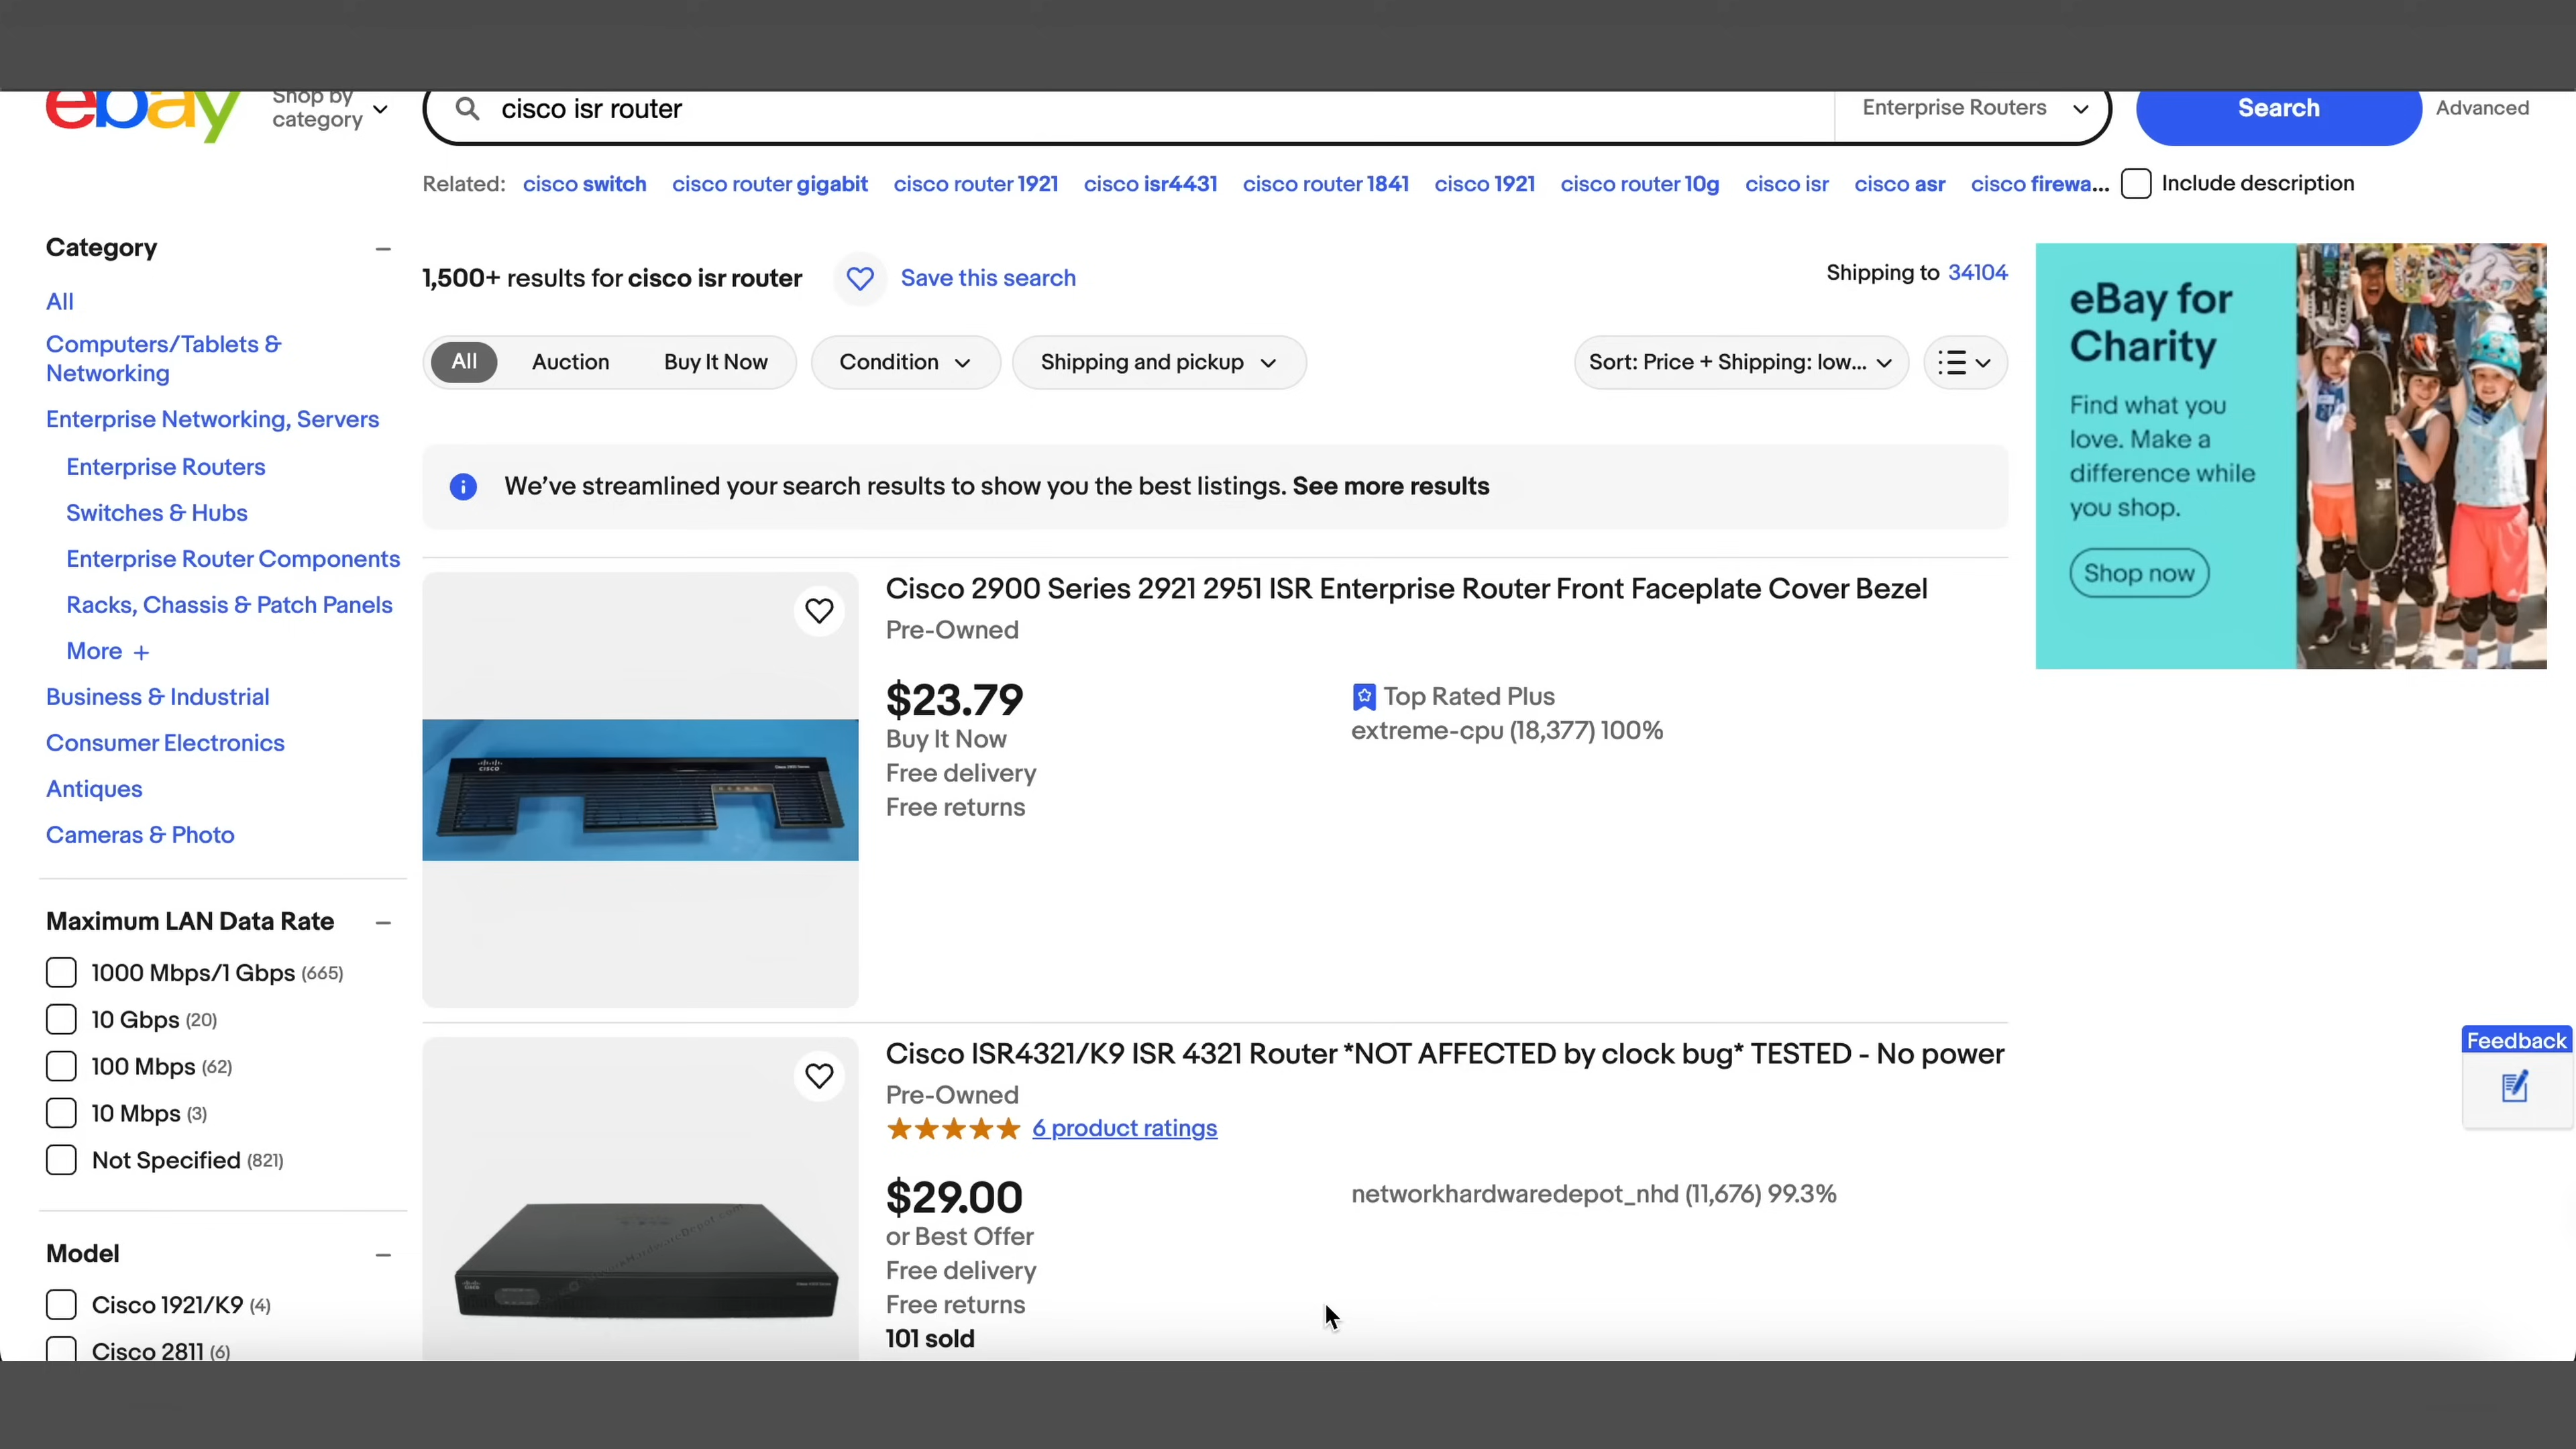 ebay
Shop by
category
cisco isr router
Enterprise Routers
Search
Advanced
Related: cisco switch cisco router gigabit cisco router 1921 cisco isr4431 cisco router 1841 cisco 1921 cisco router 10g cisco isr cisco asr cisco firewa... Include description
Category
All
Computers/Tablets &
Networking
Enterprise Networking, Servers
Enterprise Routers
Switches & Hubs
Enterprise Router Components
Racks, Chassis & Patch Panels
More +
Business & Industrial
Consumer Electronics
Antiques
Cameras & Photo
Maximum LAN Data Rate
1000 Mbps/1 Gbps (665)
10 Gbps (20)
100 Mbps (62)
10 Mbps (3)
Not Specified (821)
Model
Cisco 1921/K9 (4)
Cisco 2811 (6)
1,500+ results for cisco isr router
Save this search
Shipping to 34104
All
Auction
Buy It Now
Condition
Shipping and pickup
Sort: Price + Shipping: low...
We've streamlined your search results to show you the best listings. See more results
CISCO
Cisco 2900 Series 2921 2951 ISR Enterprise Router Front Faceplate Cover Bezel
Pre-Owned
$23.79
Buy It Now
Free delivery
Free returns
Top Rated Plus
extreme-cpu (18,377) 100%
Cisco ISR4321/K9 ISR 4321 Router *NOT AFFECTED by clock bug* TESTED - No power
Pre-Owned
6 product ratings
$29.00
or Best Offer
Free delivery
Free returns
101 sold
networkhardwaredepot_nhd (11,676) 99.3%
eBay for
Charity
Find what you
love. Make a
difference while
you shop.
Shop now
Feedback